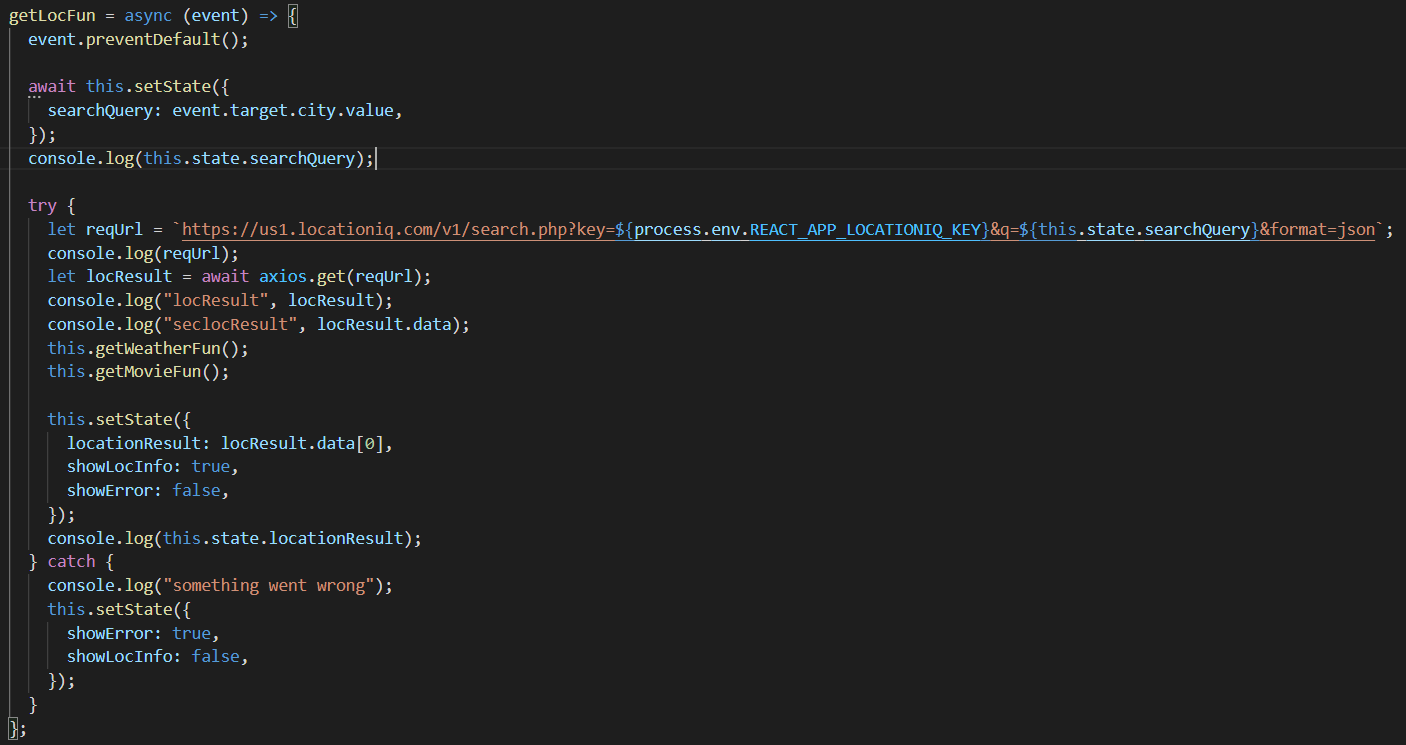 getLocFun = async (event) => {
  event.preventDefault();

  await this.setState({
    searchQuery: event.target.city.value,
  });
  console.log(this.state.searchQuery);

  try {
    let reqUrl = `https://us1.locationiq.com/v1/search.php?key=${process.env.REACT_APP_LOCATIONIQ_KEY}&q=${this.state.searchQuery}&format=json`;
    console.log(reqUrl);
    let locResult = await axios.get(reqUrl);
    console.log("locResult", locResult);
    console.log("seclocResult", locResult.data);
    this.getWeatherFun();
    this.getMovieFun();

    this.setState({
      locationResult: locResult.data[0],
      showLocInfo: true,
      showError: false,
    });
    console.log(this.state.locationResult);
  } catch {
    console.log("something went wrong");
    this.setState({
      showError: true,
      showLocInfo: false,
    });
  }
};